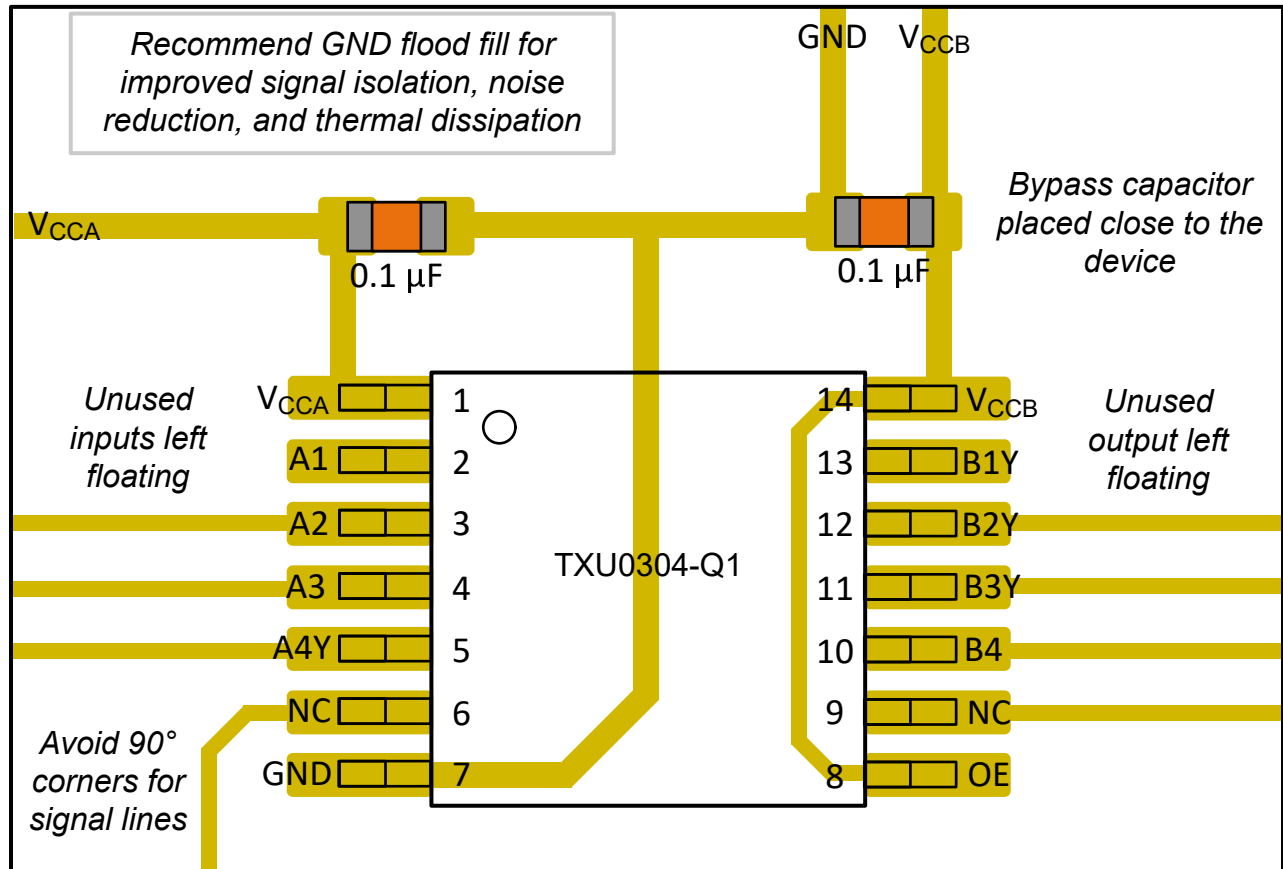 Recommend GND flood fill for
improved signal isolation, noise
reduction, and thermal dissipation
GND VCCB
VCCA
0.1 µF
0.1 µF
Bypass capacitor
placed close to the
device
Unused
inputs left
floating
VCCA 1
A1 2
A2 3
A3 4
A4Y 5
NC 6
GND 7
TXU0304-Q1
14 VCCB
13 B1Y
12 B2Y
11 B3Y
10 B4
9 NC
8 OE
Unused
output left
floating
Avoid 90°
corners for
signal lines